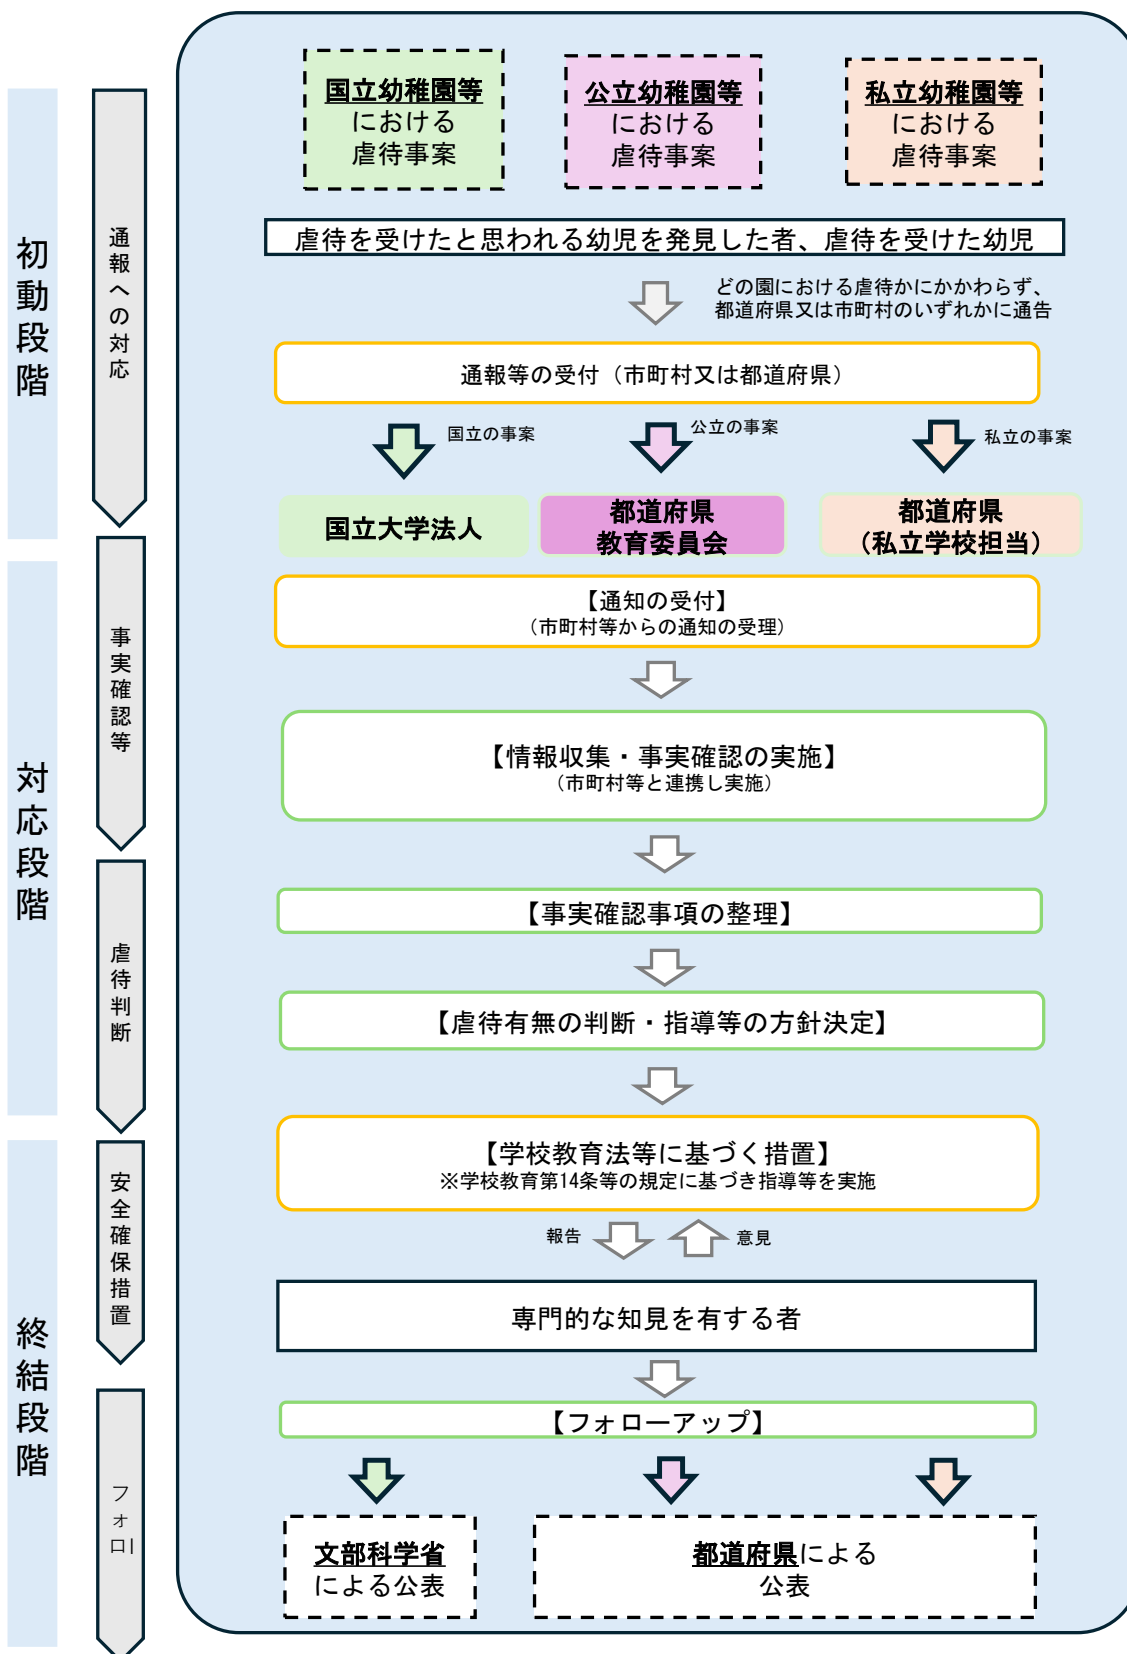 国立幼稚園等
における
虐待事案
公立幼稚園等
における
虐待事案
私立幼稚園等
における
虐待事案
初動段階
通報への対応
虐待を受けたと思われる幼児を発見した者、虐待を受けた幼児
どの園における虐待かにかかわらず、
都道府県又は市町村のいずれかに通告
通報等の受付（市町村又は都道府県）
国立の事案
公立の事案
私立の事案
国立大学法人
都道府県
教育委員会
都道府県
（私立学校担当）
対応段階
事実確認等
【通知の受付】
（市町村等からの通知の受理）
【情報収集・事実確認の実施】
（市町村等と連携し実施）
【事実確認事項の整理】
虐待判断
【虐待有無の判断・指導等の方針決定】
終結段階
安全確保措置
【学校教育法等に基づく措置】
※学校教育第14条等の規定に基づき指導等を実施
報告
意見
専門的な知見を有する者
フォロー
【フォローアップ】
文部科学省
による公表
都道府県による
公表